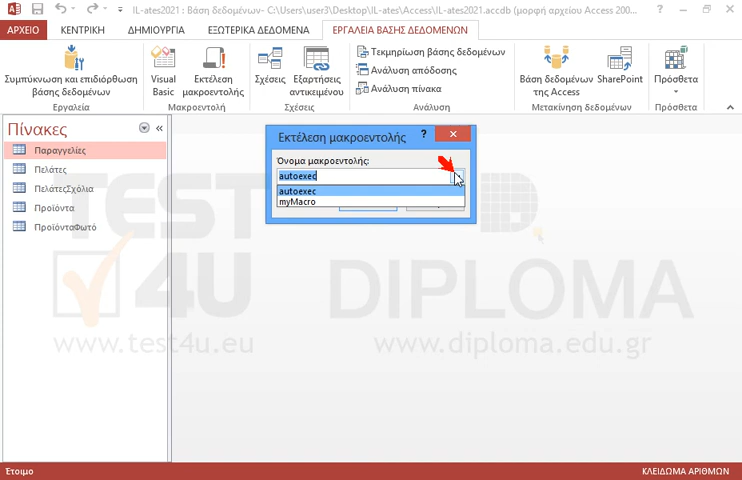 IL-ates2021 : Βάση δεδομένων- C:\Users\user3\Desktop\IL-ates\Access\IL-ates2021.accdb (μορφή αρχείου Access 200...
ΑΡΧΕΙΟ ΚΕΝΤΡΙΚΗ ΔΗΜΙΟΥΡΓΙΑ ΕΞΩΤΕΡΙΚΑ ΔΕΔΟΜΕΝΑ ΕΡΓΑΛΕΙΑ ΒΑΣΗΣ ΔΕΔΟΜΕΝΩΝ
Συμπύκνωση και επιδιόρθωση
βάσης δεδομένων
Εργαλεία
Visual
Basic
Εκτέλεση
μακροεντολής
Μακροεντολή
Σχέσεις
Εξαρτήσεις
αντικειμένου
Σχέσεις
Τεκμηρίωση βάσης δεδομένων
Ανάλυση απόδοσης
Ανάλυση πίνακα
Ανάλυση
Βάση δεδομένων
της Access
SharePoint
Μετακίνηση δεδομένων
Πρόσθετα
Πρόσθετα
Πίνακες
Παραγγελίες
Πελάτες
ΠελάτεςΣχόλια
Προϊόντα
ΠροϊόνταΦωτό
Εκτέλεση μακροεντολής
Όνομα μακροεντολής:
autoexec
autoexec
myMacro
TEST
4U
www.test4u.eu
DIPLOMA
www.diploma.edu.gr
Έτοιμο
ΚΛΕΙΔΩΜΑ ΑΡΙΘΜΩΝ